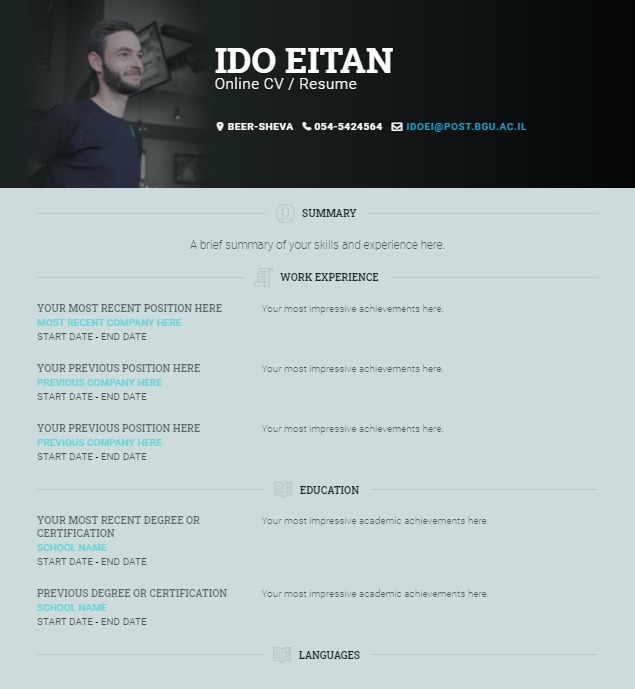 IDO EITAN
Online CV / Resume
BEER-SHEVA 054-5424564 IDOEI@POST.BGU.AC.IL
SUMMARY
A brief summary of your skills and experience here.
WORK EXPERIENCE
YOUR MOST RECENT POSITION HERE
MOST RECENT COMPANY HERE
START DATE - END DATE
Your most impressive achievements here.
YOUR PREVIOUS POSITION HERE
PREVIOUS COMPANY HERE
START DATE - END DATE
Your most impressive achievements here.
YOUR PREVIOUS POSITION HERE
PREVIOUS COMPANY HERE
START DATE - END DATE
Your most impressive achievements here.
EDUCATION
YOUR MOST RECENT DEGREE OR
CERTIFICATION
SCHOOL NAME
START DATE - END DATE
Your most impressive academic achievements here.
PREVIOUS DEGREE OR CERTIFICATION
SCHOOL NAME
START DATE - END DATE
Your most impressive academic achievements here.
LANGUAGES